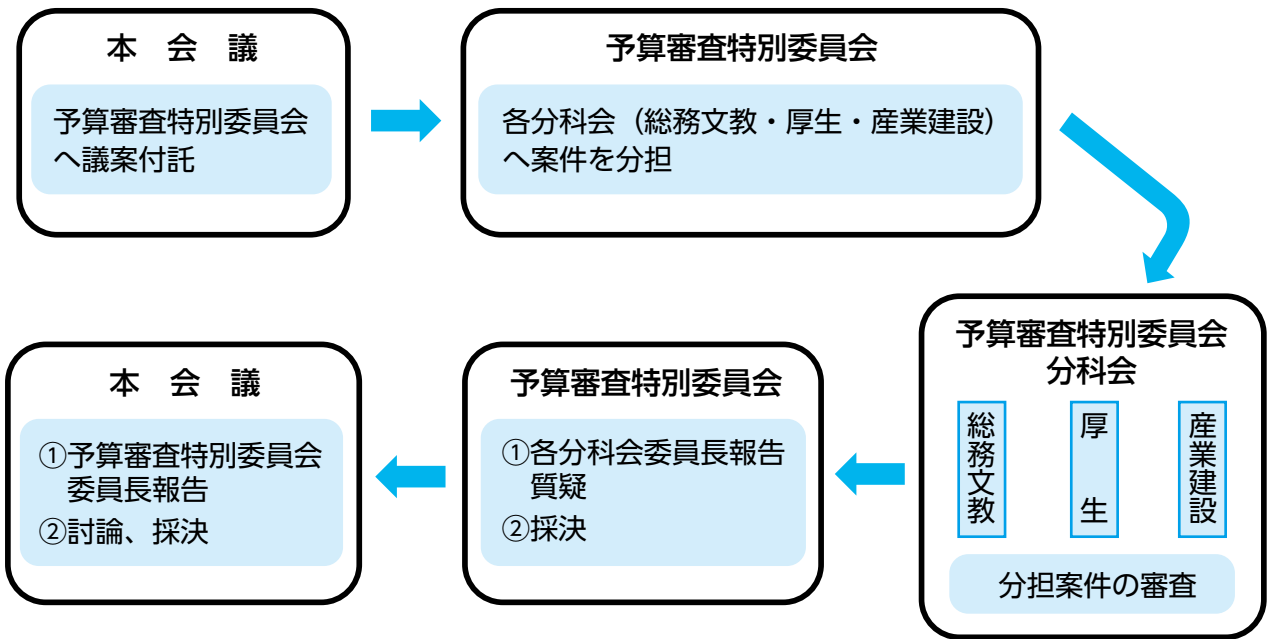 本　会　議
予算審査特別委員会
へ議案付託
予算審査特別委員会
各分科会（総務文教・厚生・産業建設）
へ案件を分担
予算審査特別委員会
分科会
総務文教
厚　生
産業建設
分担案件の審査
予算審査特別委員会
①各分科会委員長報告
質疑
②採決
本　会　議
①予算審査特別委員会
委員長報告
②討論、採決